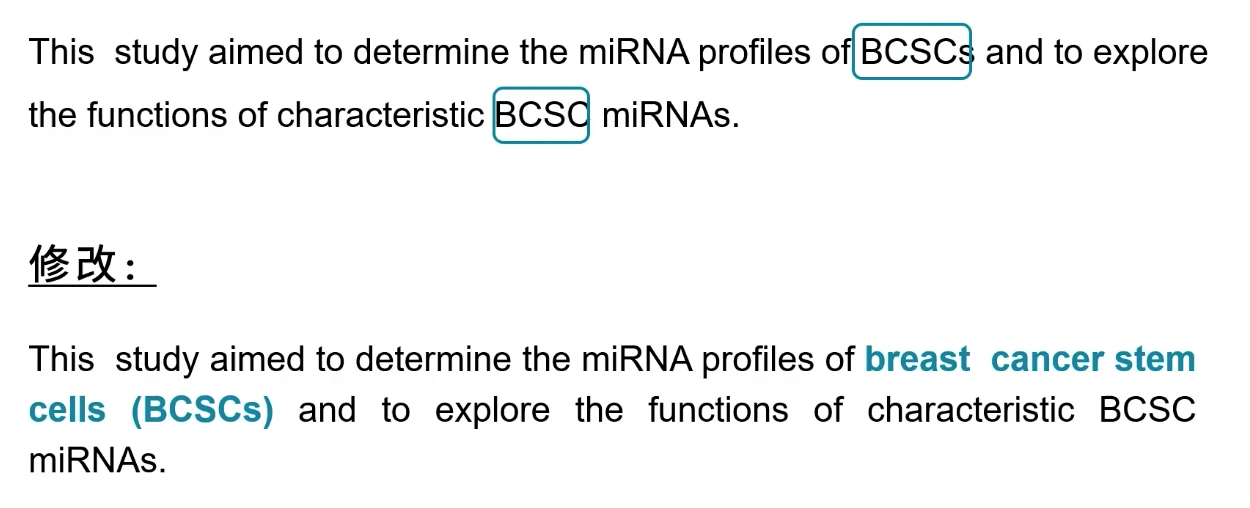 This study aimed to determine the miRNA profiles of BCSCs and to explore
the functions of characteristic BCSC miRNAs.
修改：
This study aimed to determine the miRNA profiles of breast cancer stem
cells (BCSCs) and to explore the functions of characteristic BCSC
miRNAs.